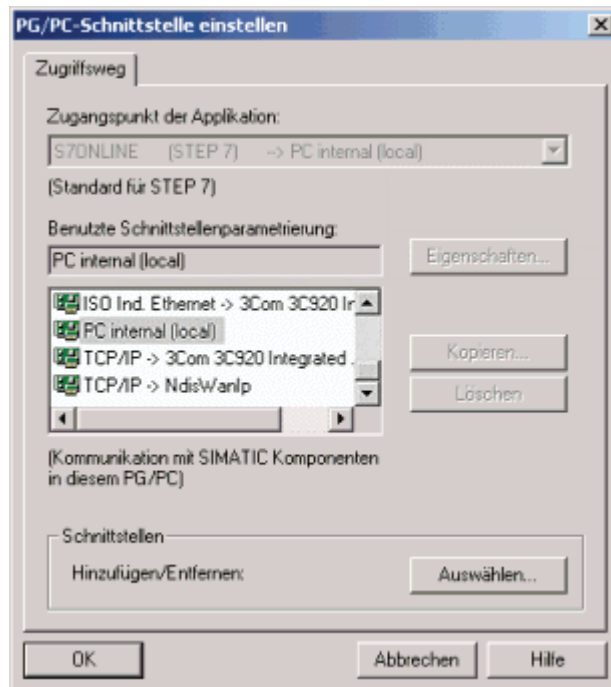 PG/PC-Schnittstelle einstellen
Zugriffsweg
Zugangspunkt der Applikation:
S7ONLINE (STEP 7) --> PC internal (local)
(Standard für STEP 7)
Benutzte Schnittstellenparametrierung:
PC internal (local)
Eigenschaften...
ISO Ind. Ethernet -> 3Com 3C920 Int
PC internal (local)
TCP/IP -> 3Com 3C920 Integrated .
TCP/IP -> NdisWanIp
Kopieren...
Löschen
(Kommunikation mit SIMATIC Komponenten
in diesem PG/PC)
Schnittstellen
Hinzufügen/Entfernen:
Auswählen...
OK
Abbrechen
Hilfe